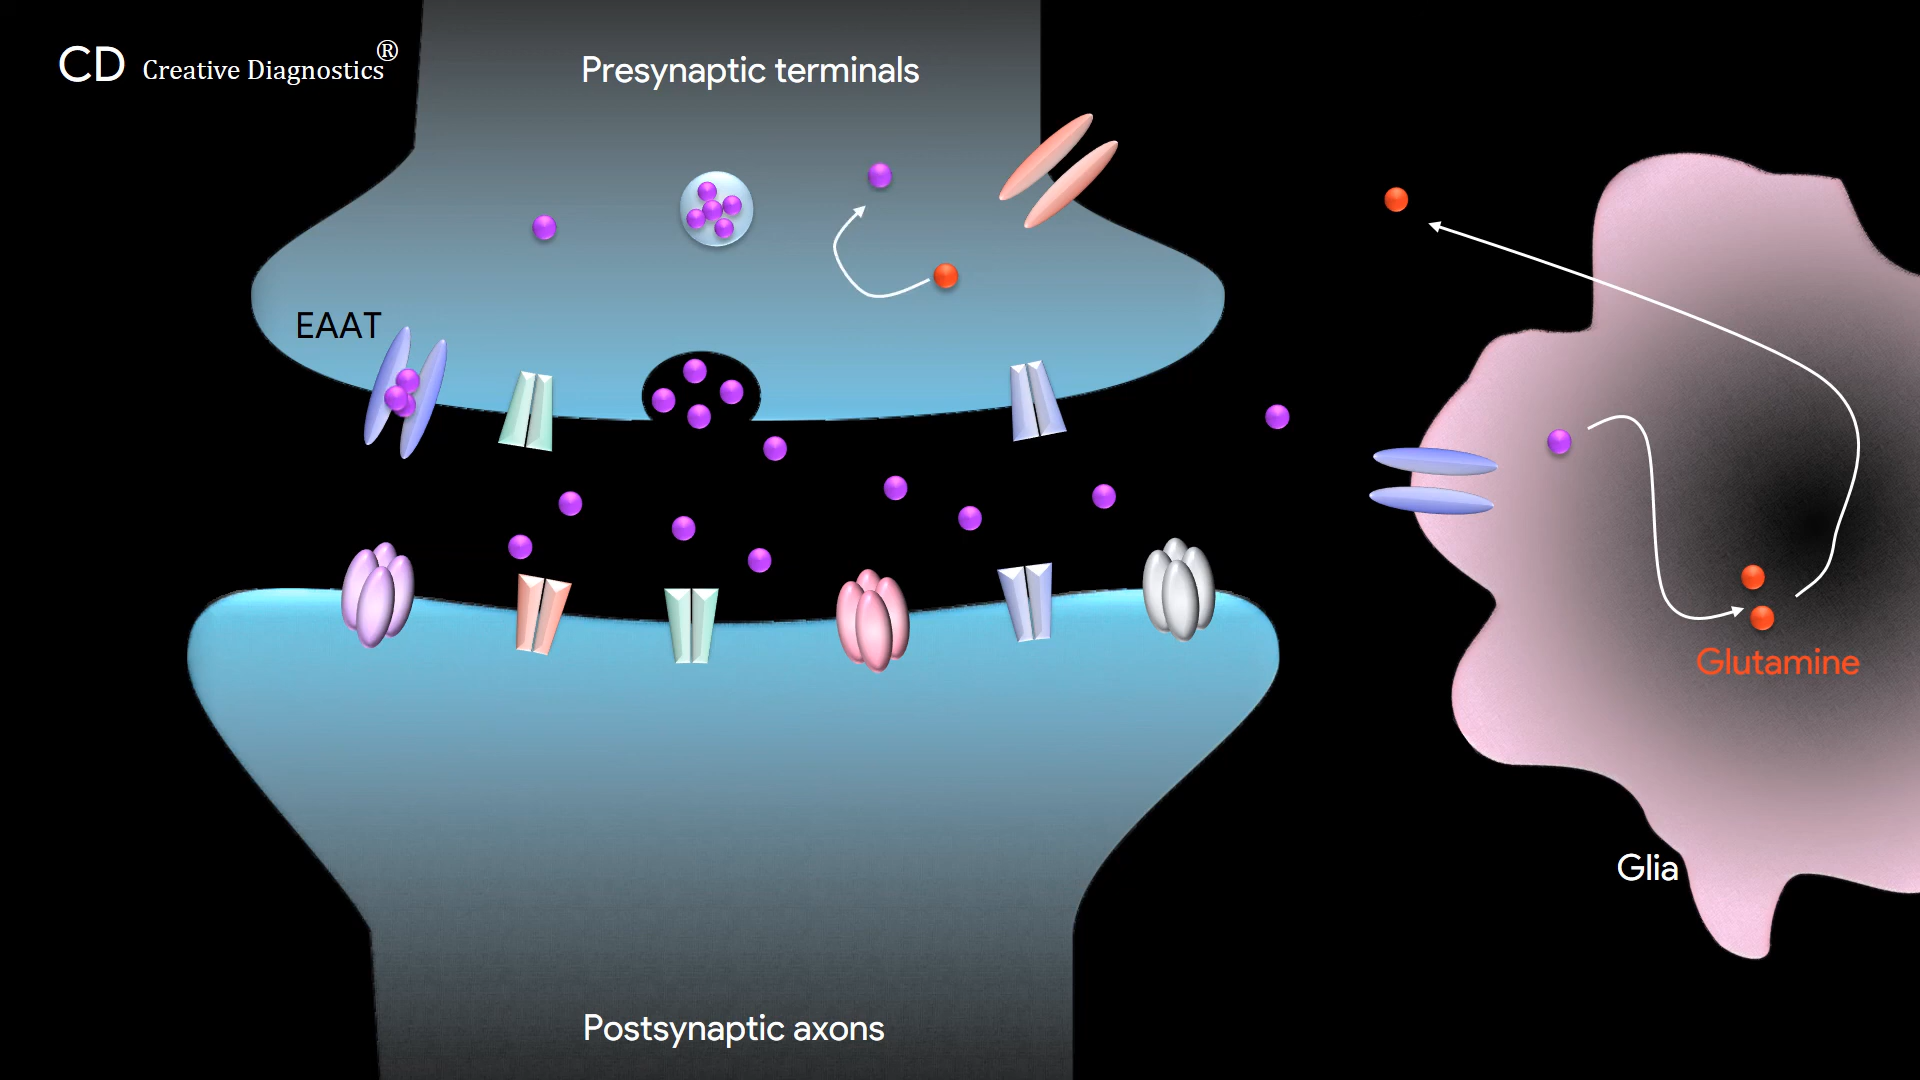 CD Creative Diagnostics®
Presynaptic terminals
EAAT
Glutamine
Glia
Postsynaptic axons